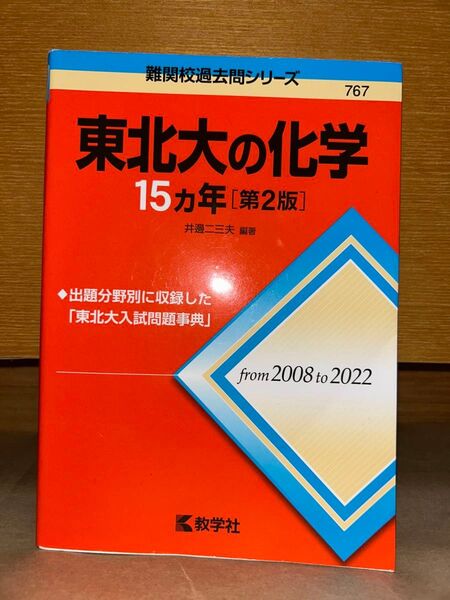 難関校過去問シリーズ
767
東北大の化学
15ヵ年[第2版]
井邊二三夫 編著
◆出題分野別に収録した
「東北大入試問題事典」
from 2008 to 2022
教学社